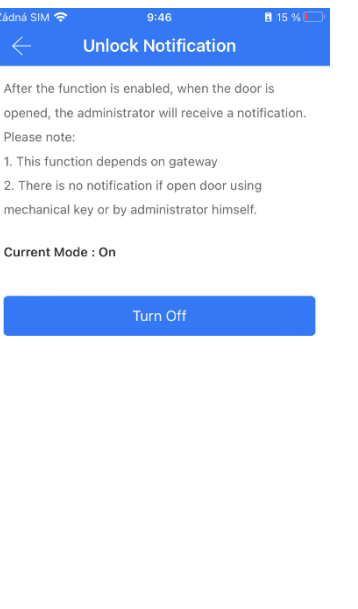 Žádná SIM 9:46 15 %
Unlock Notification
After the function is enabled, when the door is
opened, the administrator will receive a notification.
Please note:
1. This function depends on gateway
2. There is no notification if open door using
mechanical key or by administrator himself.
Current Mode : On
Turn Off